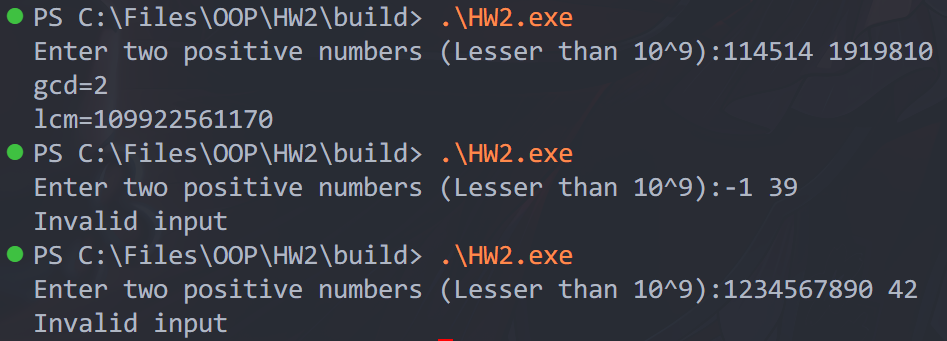 PS C:\Files\OOP\HW2\build> .\HW2.exe
Enter two positive numbers (Lesser than 10^9):114514 1919810
gcd=2
lcm=109922561170
PS C:\Files\OOP\HW2\build> .\HW2.exe
Enter two positive numbers (Lesser than 10^9):-1 39
Invalid input
PS C:\Files\OOP\HW2\build> .\HW2.exe
Enter two positive numbers (Lesser than 10^9):1234567890 42
Invalid input